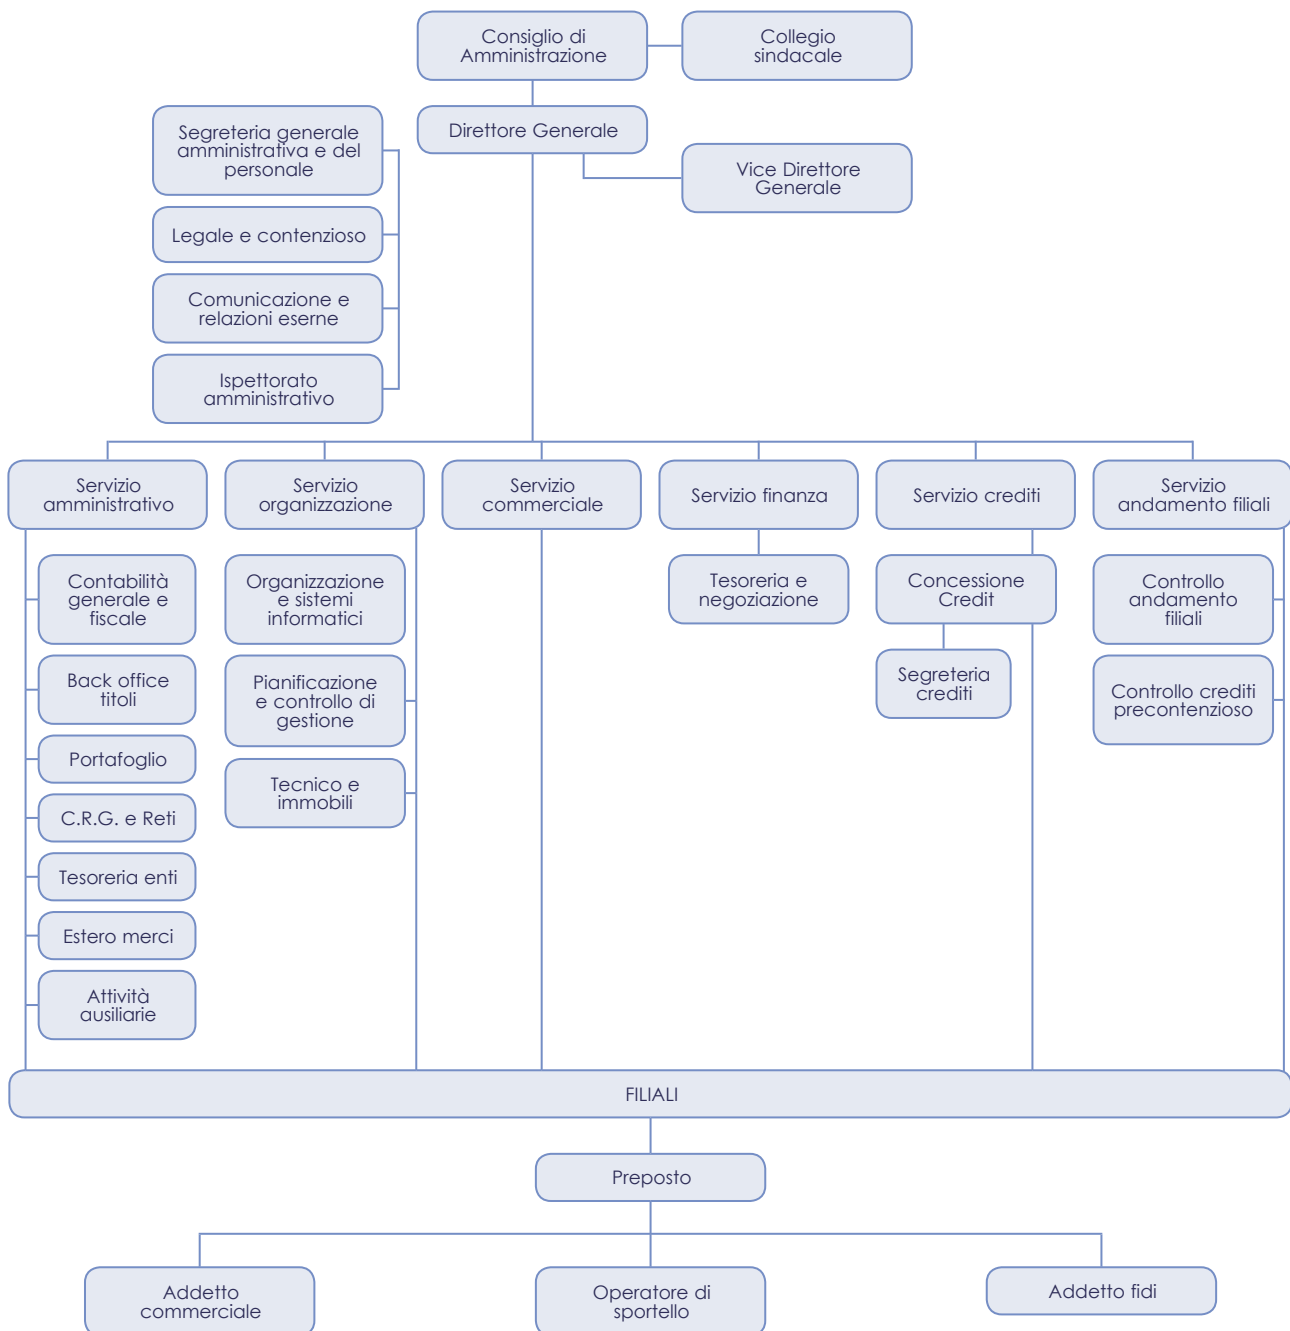 Consiglio di
Amministrazione
Collegio
sindacale
Segreteria generale
amministrativa e del
personale
Direttore Generale
Vice Direttore
Generale
Legale e contenzioso
Comunicazione e
relazioni eserne
Ispettorato
amministrativo
Servizio
amministrativo
Servizio
organizzazione
Servizio
commerciale
Servizio finanza
Servizio crediti
Servizio
andamento filiali
Contabilità
generale e
fiscale
Back office
titoli
Portafoglio
C.R.G. e Reti
Tesoreria enti
Estero merci
Attività
ausiliarie
Organizzazione
e sistemi
informatici
Pianificazione
e controllo di
gestione
Tecnico e
immobili
Tesoreria e
negoziazione
Concessione
Credit
Segreteria
crediti
Controllo
andamento
filiali
Controllo crediti
precontenzioso
FILIALI
Preposto
Addetto
commerciale
Operatore di
sportello
Addetto fidi